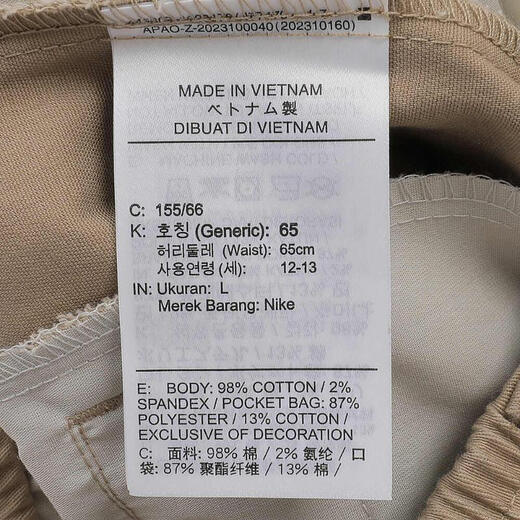 APAO-Z-2023100040 (202310160)
MADE IN VIETNAM
ベトナム製
DIBUAT DI VIETNAM
C: 155/66
K: 호칭 (Generic): 65
허리둘레 (Waist): 65cm
사용연령 (세): 12-13
IN: Ukuran: L
Merek Barang: Nike
E: BODY: 98% COTTON / 2%
SPANDEX / POCKET BAG: 87%
POLYESTER / 13% COTTON /
EXCLUSIVE OF DECORATION
C: 面料: 98% 棉 / 2% 氨纶 / 口
袋: 87% 聚酯纤维 / 13% 棉 /